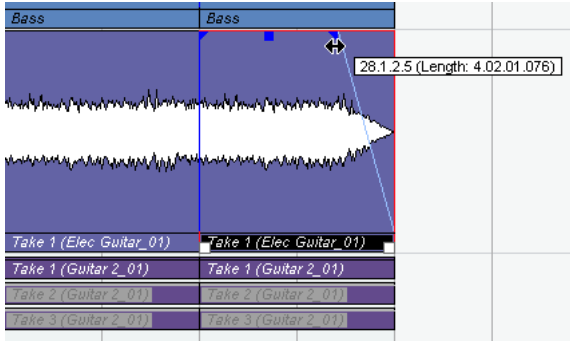 Bass Bass
28.1.2.5 (Length: 4.02.01.076)
Take 1 (Elec Guitar_01) Take 1 (Elec Guitar_01)
Take 1 (Guitar 2_01) Take 1 (Guitar 2_01)
Take 2 (Guitar 2_01) Take 2 (Guitar 2_01)
Take 3 (Guitar 2_01) Take 3 (Guitar 2_01)